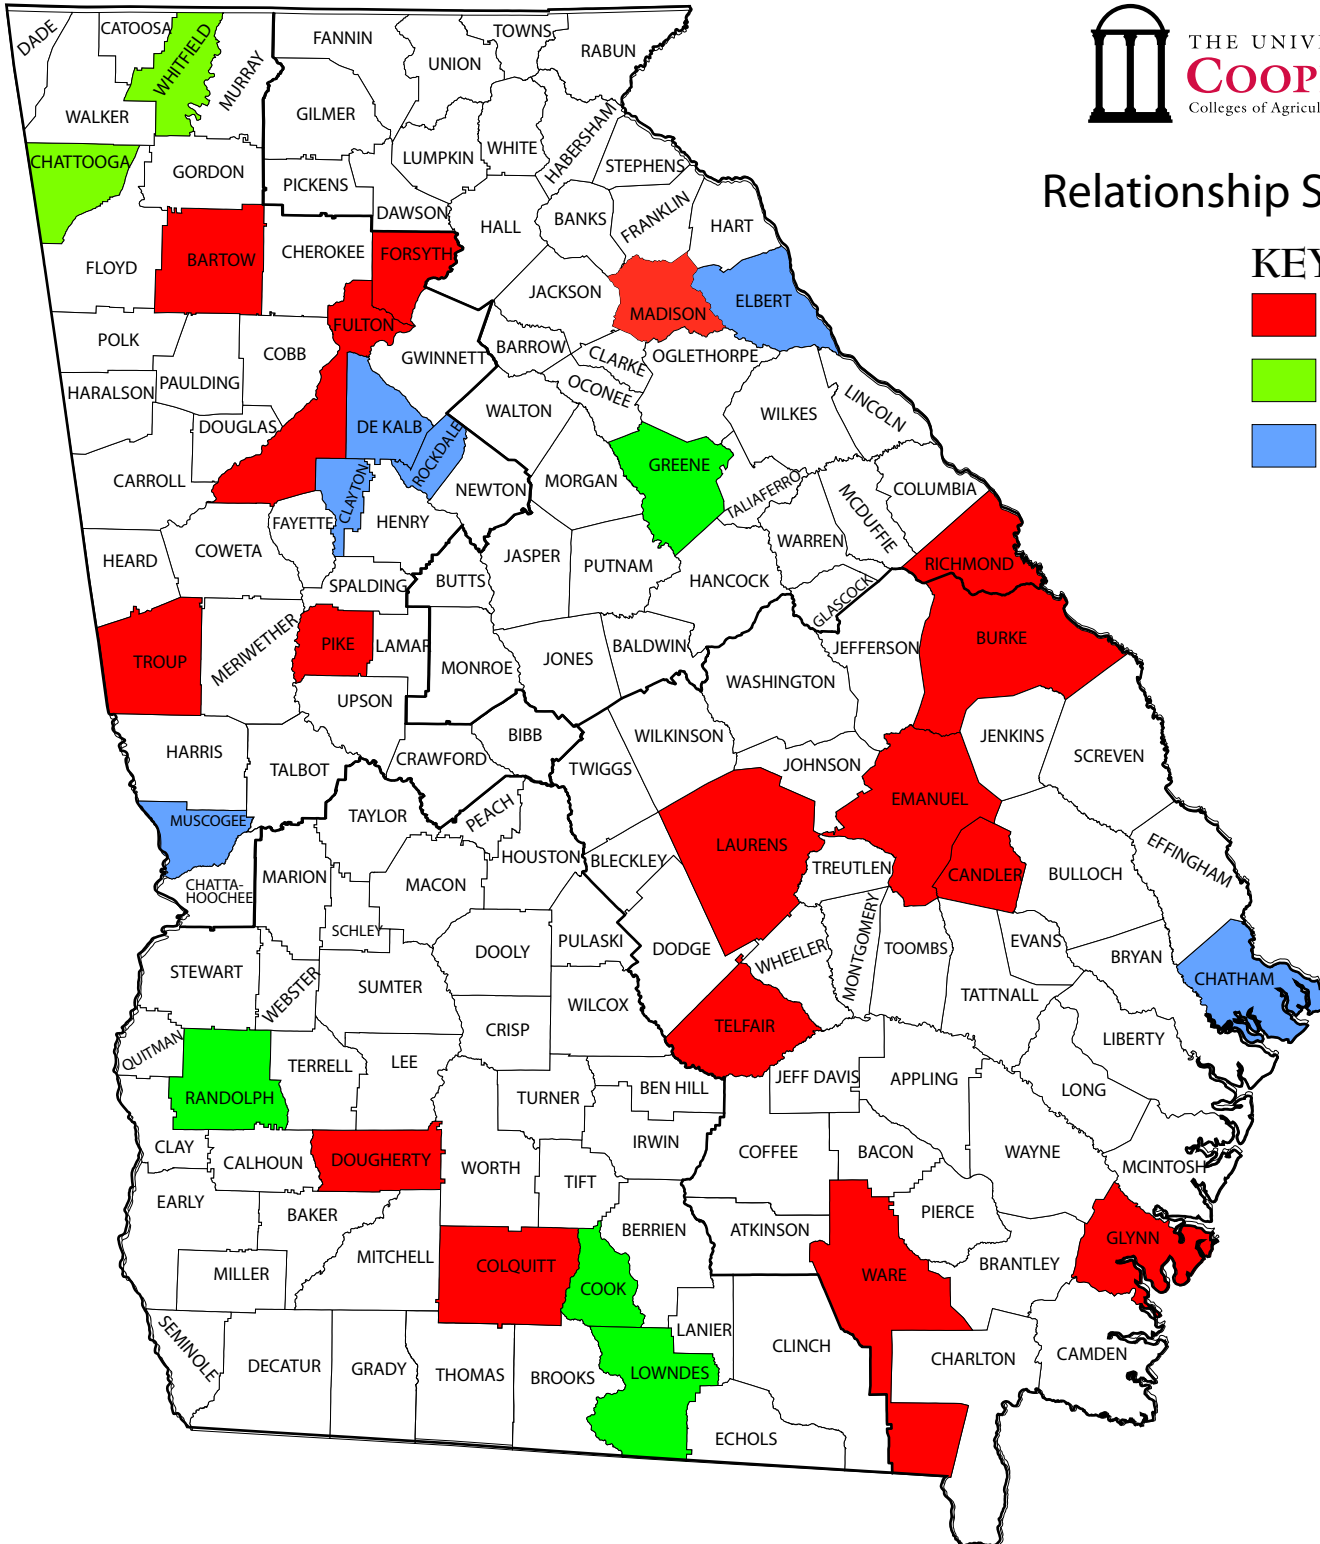 THE UNIV
COOP
Colleges of Agricul
Relationship S
KEY
DADE
CATOOSA
WHITFIELD
MURRAY
FANNIN
UNION
TOWNS
RABUN
WALKER
GILMER
LUMPKIN
WHITE
HABERSHAM
STEPHENS
CHATTOOGA
GORDON
PICKENS
DAWSON
HALL
BANKS
FRANKLIN
HART
FLOYD
BARTOW
CHEROKEE
FORSYTH
JACKSON
MADISON
ELBERT
POLK
COBB
FULTON
GWINNETT
BARROW
CLARKE
OGLETHORPE
HARALSON
PAULDING
OCONEE
WALTON
WILKES
LINCOLN
DOUGLAS
DE KALB
ROCKDALE
CARROLL
CLAYTON
NEWTON
MORGAN
GREENE
TALIAFERRO
MCDUFFIE
COLUMBIA
FAYETTE
HENRY
HEARD
COWETA
SPALDING
BUTTS
JASPER
PUTNAM
HANCOCK
WARREN
GLASCOCK
RICHMOND
TROUP
MERIWETHER
PIKE
LAMAR
MONROE
JONES
BALDWIN
WASHINGTON
JEFFERSON
BURKE
UPSON
HARRIS
TALBOT
CRAWFORD
BIBB
TWIGGS
WILKINSON
JOHNSON
JENKINS
SCREVEN
MUSCOGEE
TAYLOR
PEACH
HOUSTON
BLECKLEY
LAURENS
EMANUEL
TREUTLEN
CANDLER
BULLOCH
EFFINGHAM
CHATTA-
HOOCHEE
MARION
MACON
SCHLEY
DOOLY
PULASKI
DODGE
WHEELER
MONTGOMERY
TOOMBS
EVANS
TATTNALL
BRYAN
CHATHAM
STEWART
WEBSTER
SUMTER
CRISP
WILCOX
TELFAIR
LIBERTY
QUITMAN
RANDOLPH
TERRELL
LEE
TURNER
BEN HILL
JEFF DAVIS
APPLING
LONG
CLAY
CALHOUN
DOUGHERTY
WORTH
TIFT
IRWIN
COFFEE
BACON
WAYNE
MCINTOSH
EARLY
BAKER
MITCHELL
COLQUITT
COOK
BERRIEN
ATKINSON
WARE
PIERCE
BRANTLEY
GLYNN
MILLER
SEMINOLE
DECATUR
GRADY
THOMAS
BROOKS
LOWNDES
LANIER
CLINCH
ECHOLS
CHARLTON
CAMDEN